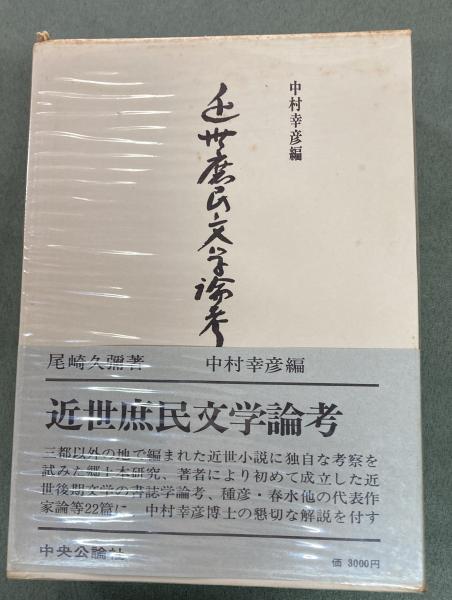 中村幸彦編
近世庶民文学論考
尾崎久彌著 中村幸彦編
近世庶民文学論考
三都以外の地で編まれた近世小説に独自な考察を
試みた郷土本研究、著者により初めて成立した近
世後期文学の書誌学論考、種彦・春水他の代表作
家論等22篇に、中村幸彦博士の懇切な解説を付す
中央公論社 価 3000円